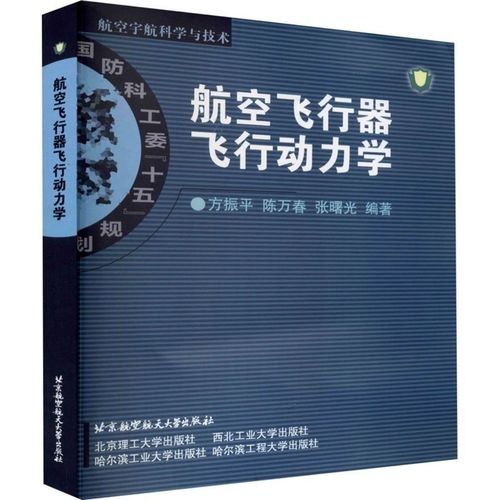 航空宇航科学与技术
国防科工委『十五』规划
航空飞行器
飞行动力学
方振平 陈万春 张曙光 编著
北京航空航天大学出版社
北京理工大学出版社 西北工业大学出版社
哈尔滨工业大学出版社 哈尔滨工程大学出版社
航空飞行器飞行动力学
北京航空航天大学出版社